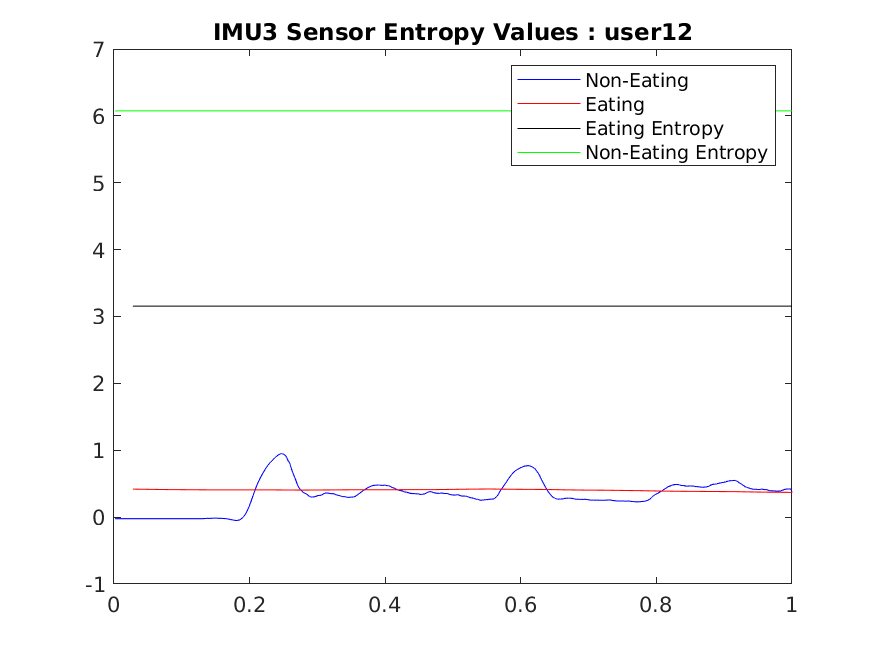 IMU3 Sensor Entropy Values : user12
7
Non-Eating
Eating
Eating Entropy
Non-Eating Entropy
6
5
4
3
2
1
0
-1
0 0.2 0.4 0.6 0.8 1